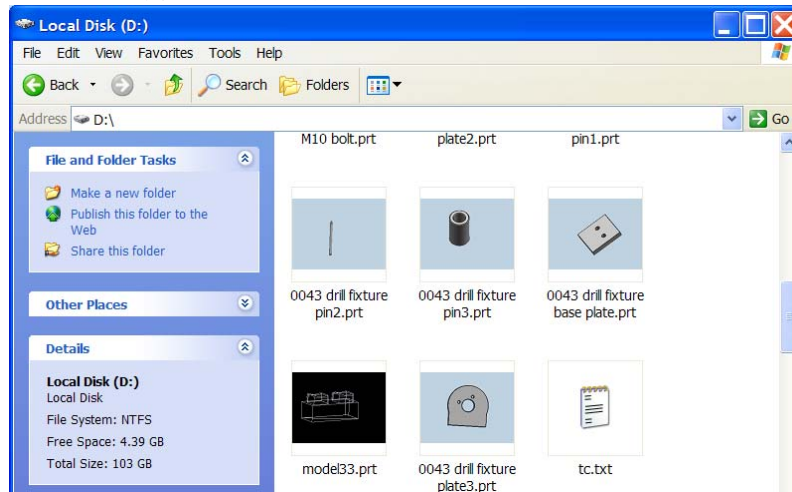 Local Disk (D:)
File Edit View Favorites Tools Help
Back Search Folders
Address D:\ Go
File and Folder Tasks
Make a new folder
Publish this folder to the
Web
Share this folder
Other Places
Details
Local Disk (D:)
Local Disk
File System: NTFS
Free Space: 4.39 GB
Total Size: 103 GB
M10 bolt.prt plate2.prt pin1.prt
0043 drill fixture 0043 drill fixture 0043 drill fixture
pin2.prt pin3.prt base plate.prt
model33.prt 0043 drill fixture tc.txt
plate3.prt